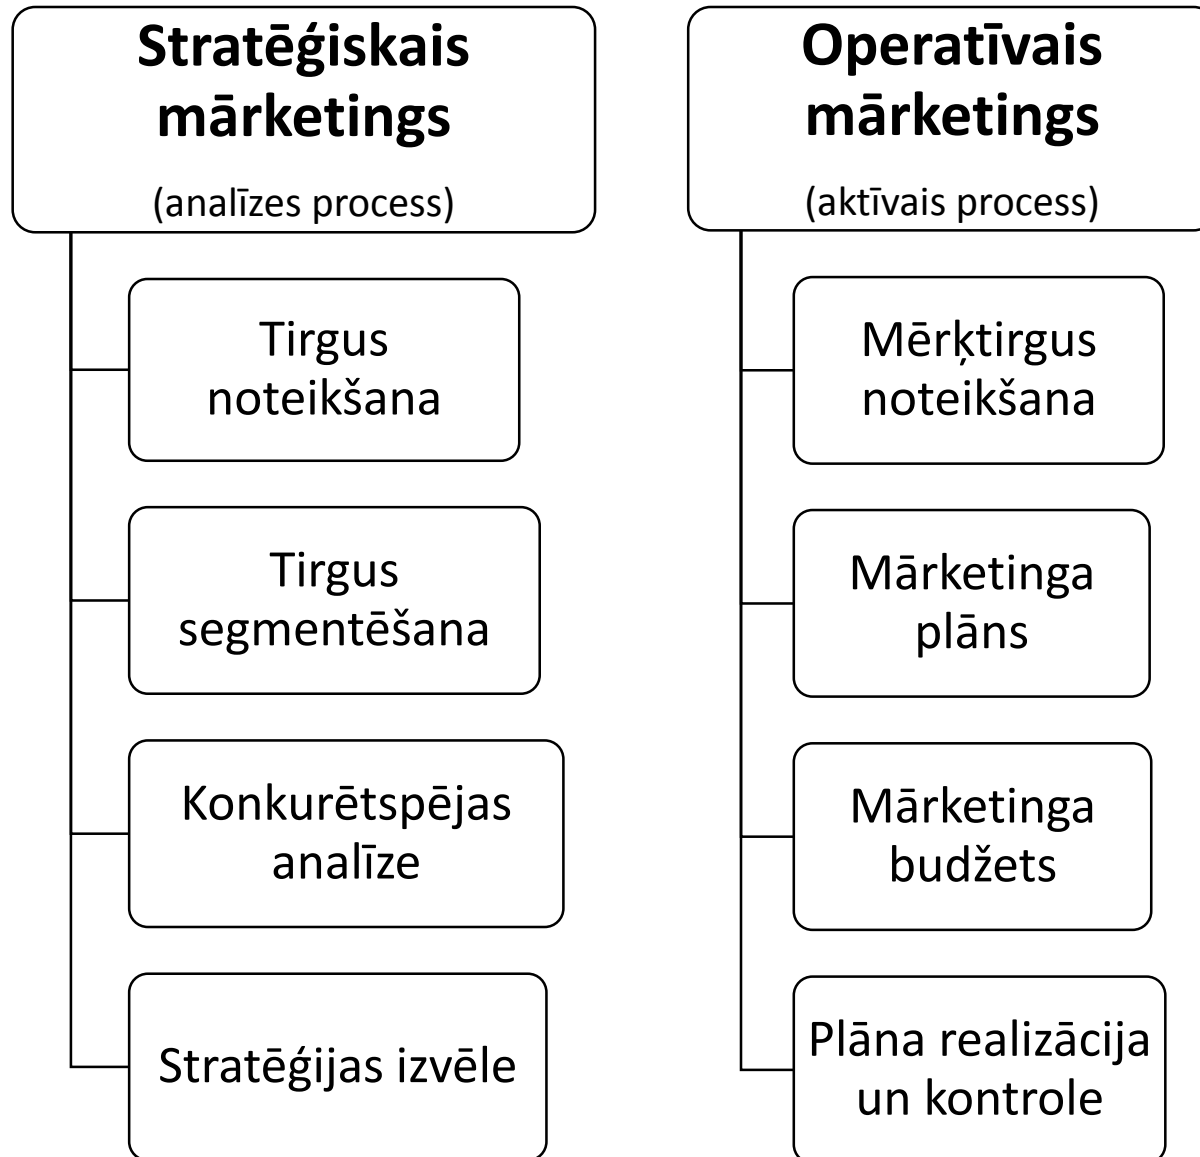 Stratēģiskais
mārketings
(analīzes process)
Tirgus
noteikšana
Tirgus
segmentēšana
Konkurētspējas
analīze
Stratēģijas izvēle
Operatīvais
mārketings
(aktīvais process)
Mērķtirgus
noteikšana
Mārketinga
plāns
Mārketinga
budžets
Plāna realizācija
un kontrole